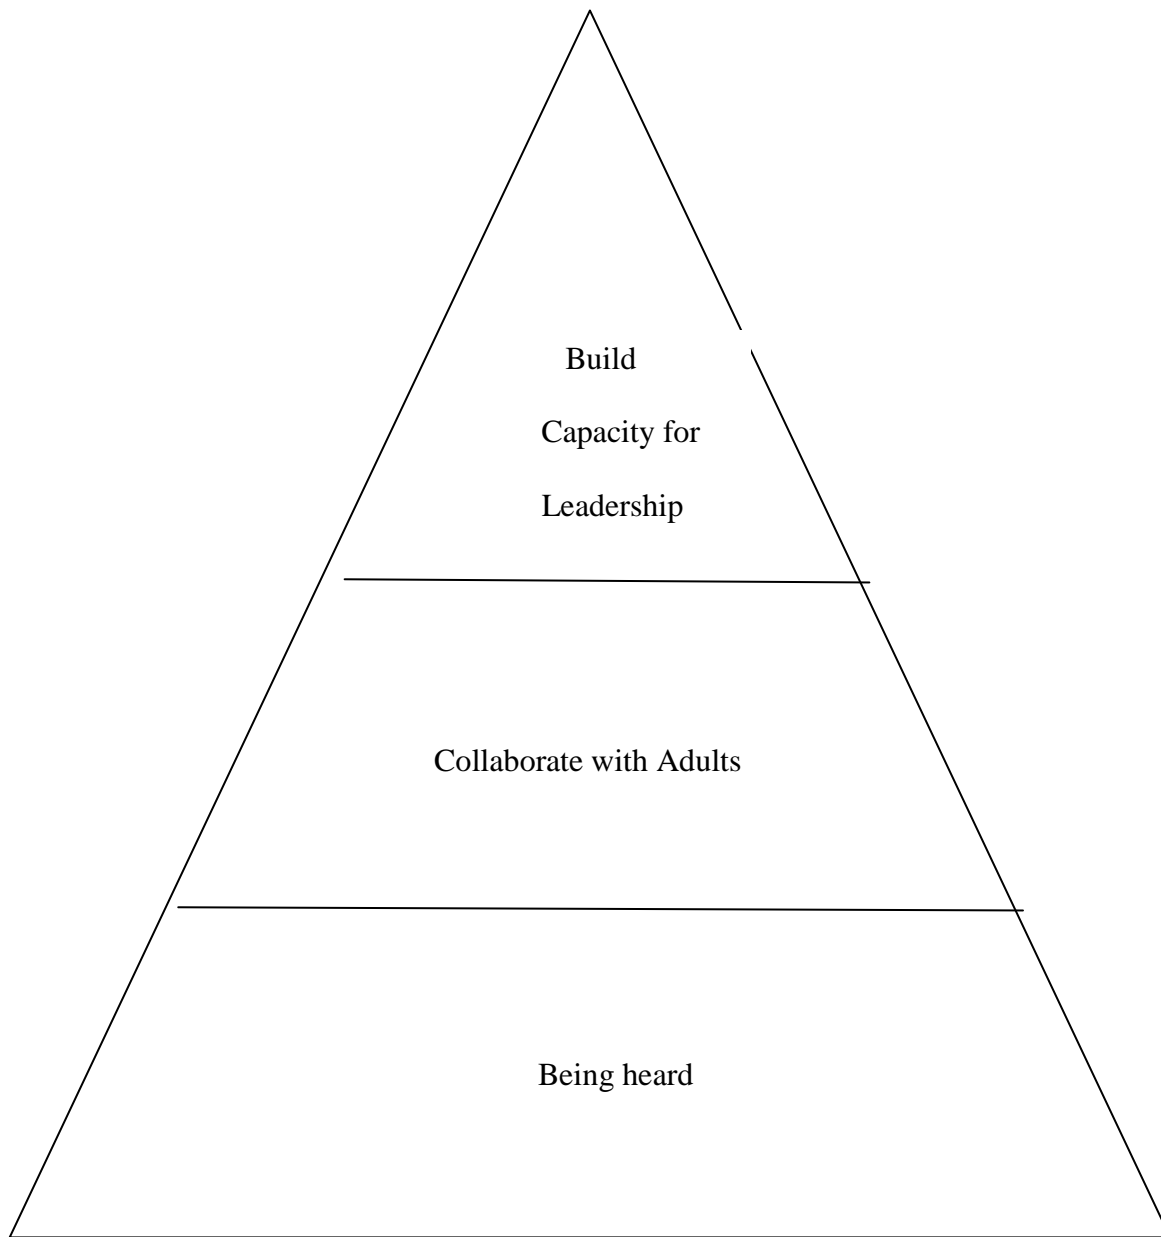 Build
Capacity for
Leadership
Collaborate with Adults
Being heard